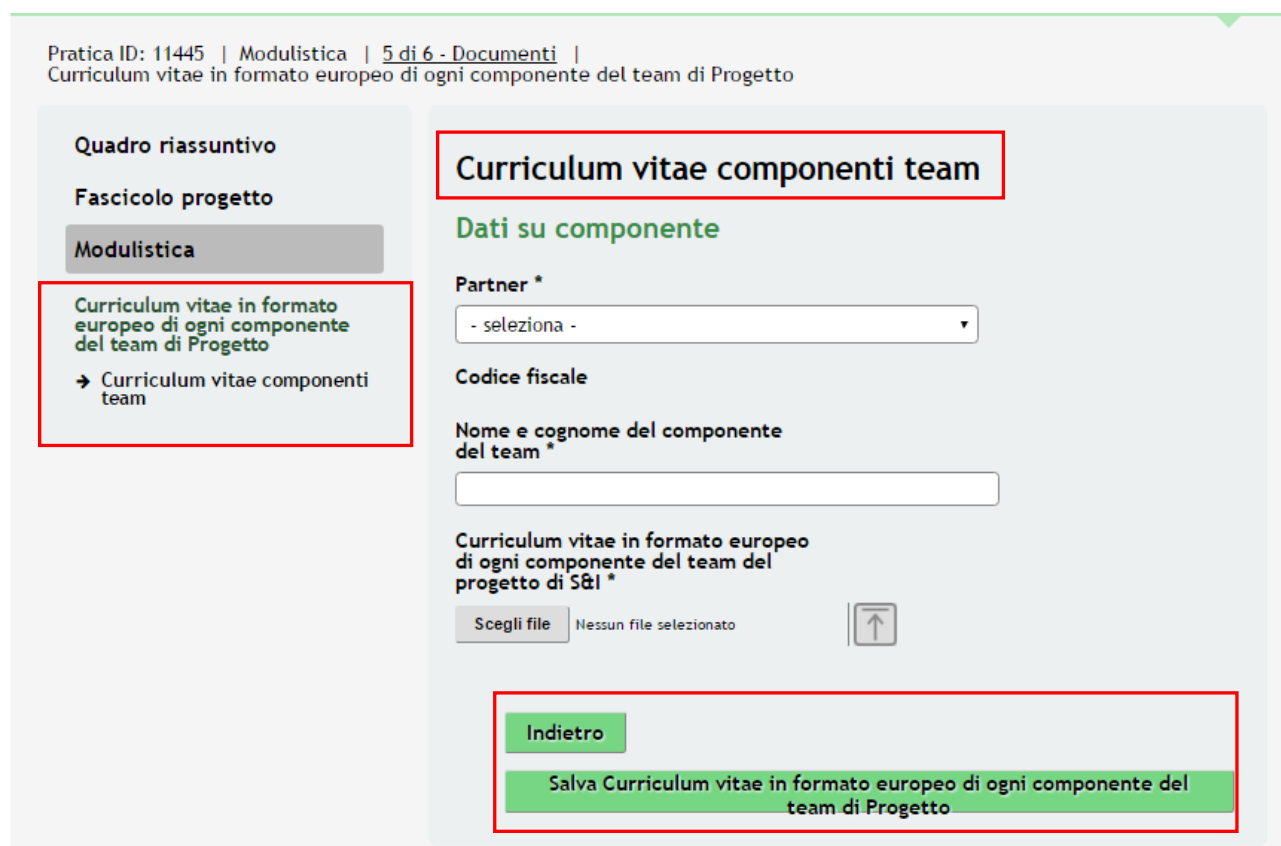 Pratica ID: 11445 | Modulistica | 5 di 6 - Documenti |
Curriculum vitae in formato europeo di ogni componente del team di Progetto
Quadro riassuntivo
Fascicolo progetto
Modulistica
Curriculum vitae in formato
europeo di ogni componente
del team di Progetto
→ Curriculum vitae componenti
team
Curriculum vitae componenti team
Dati su componente
Partner *
- seleziona -
Codice fiscale
Nome e cognome del componente
del team *
Curriculum vitae in formato europeo
di ogni componente del team del
progetto di S&I *
Scegli file Nessun file selezionato
Indietro
Salva Curriculum vitae in formato europeo di ogni componente del
team di Progetto